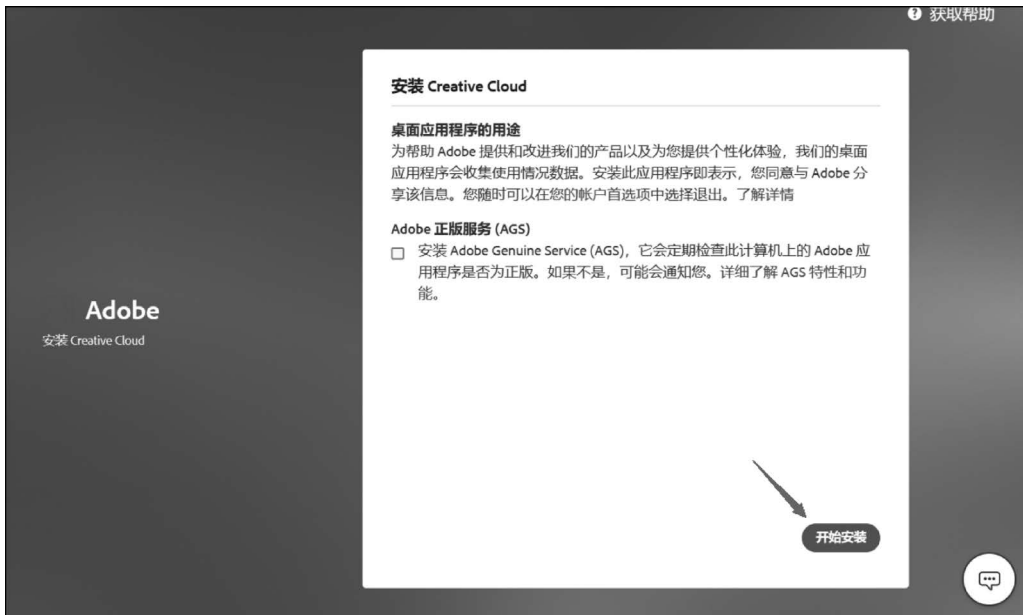 获取帮助
安装 Creative Cloud
桌面应用程序的用途
为帮助 Adobe 提供和改进我们的产品以及为您提供个性化体验，我们的桌面
应用程序会收集使用情况数据。安装此应用程序即表示，您同意与 Adobe 分
享该信息。您随时可以在您的帐户首选项中选择退出。了解详情
Adobe 正版服务 (AGS)
安装 Adobe Genuine Service (AGS)，它会定期检查此计算机上的 Adobe 应
用程序是否为正版。如果不是，可能会通知您。详细了解 AGS 特性和功
能。
Adobe
安装 Creative Cloud
开始安装